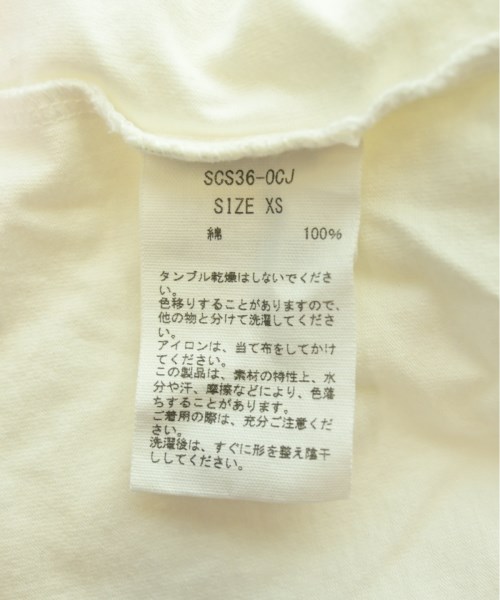 SCS36-OCJ
SIZE XS
綿 100%
タンブル乾燥はしないでくださ
い。
色移りすることがありますので、
他の物と分けて洗濯してくださ
い。
アイロンは、当て布をしてかけ
てください。
この製品は、素材の特性上、水
分や汗、摩擦などにより、色落
ちすることがあります。
ご着用の際は、充分ご注意くだ
さい。
洗濯後は、すぐに形を整え陰干
ししてください。